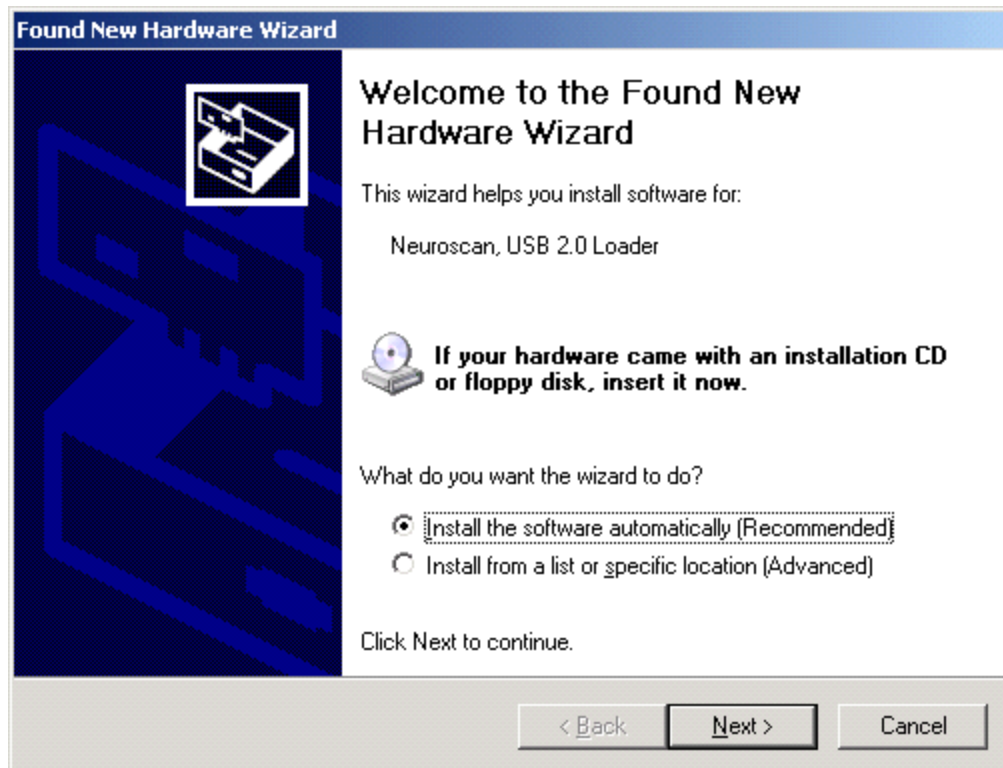 Found New Hardware Wizard
Welcome to the Found New
Hardware Wizard
This wizard helps you install software for:
Neuroscan, USB 2.0 Loader
If your hardware came with an installation CD
or floppy disk, insert it now.
What do you want the wizard to do?
Install the software automatically (Recommended)
Install from a list or specific location (Advanced)
Click Next to continue.
< Back
Next >
Cancel